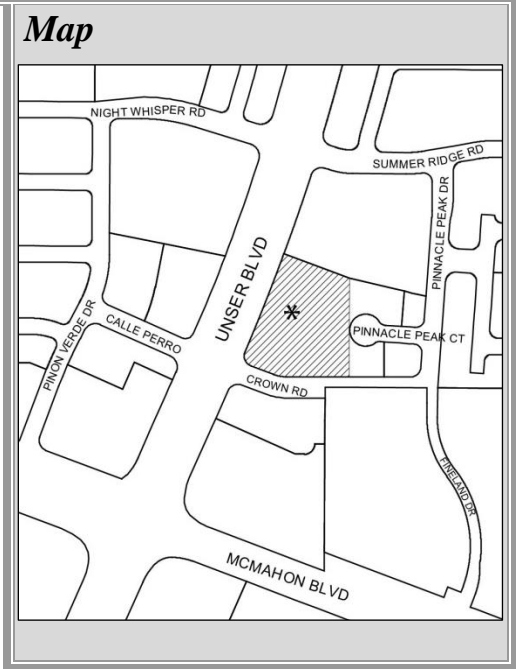 Map
NIGHT WHISPER RD
SUMMER RIDGE RD
PINNACLE PEAK DR
UNSER BLVD
*
PINNACLE PEAK CT
PINON VERDE DR
CALLE PERRO
CROWN RD
FINELAND DR
MCMAHON BLVD